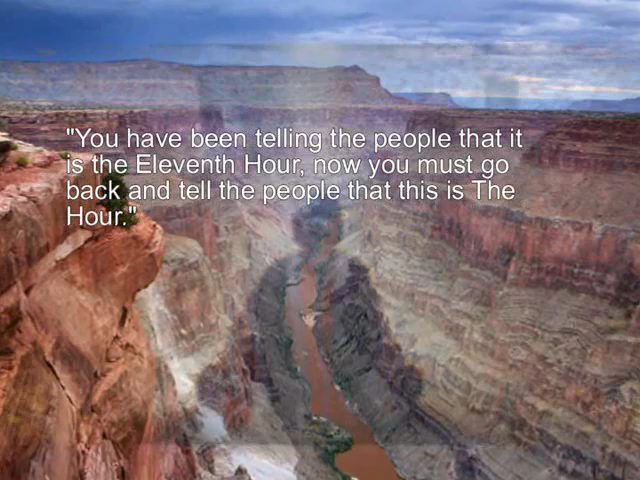 "You have been telling the people that it
is the Eleventh Hour, now you must go
back and tell the people that this is The
Hour."